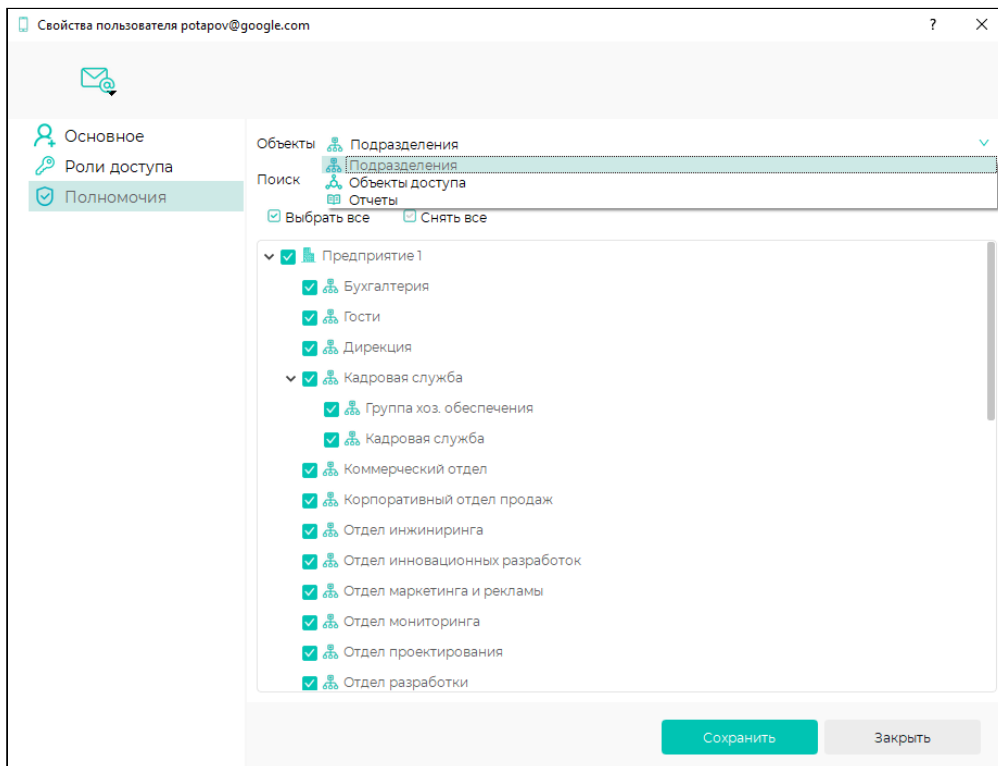 Свойства пользователя potapov@google.com ? ×
Основное
Роли доступа
Полномочия
Объекты Подразделения
Подразделения
Объекты доступа
Отчеты
Поиск
Выбрать все Снять все
Предприятие 1
Бухгалтерия
Гости
Дирекция
Кадровая служба
Группа хоз. обеспечения
Кадровая служба
Коммерческий отдел
Корпоративный отдел продаж
Отдел инжиниринга
Отдел инновационных разработок
Отдел маркетинга и рекламы
Отдел мониторинга
Отдел проектирования
Отдел разработки
Сохранить Закрыть